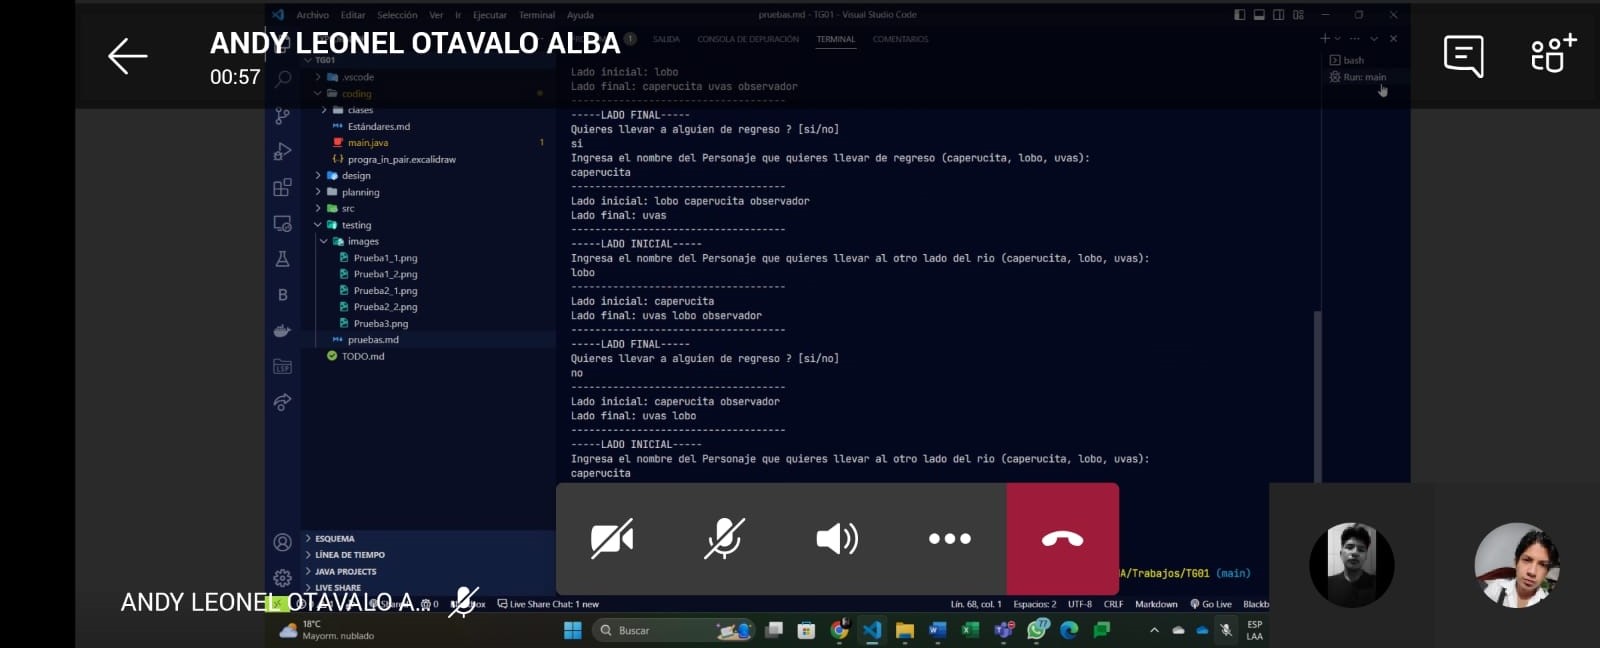 Archivo Editar Selección Ver Ir Ejecutar Terminal Ayuda
pruebas.md - TG01 - Visual Studio Code
ANDY LEONEL OTAVALO ALBA
00:57
1 SALIDA CONSOLA DE DEPURACIÓN TERMINAL COMENTARIOS
TG01
.vscode
coding
clases
Estándares.md
main.java 1
progra_in_pair.excalidraw
design
planning
src
testing
images
Prueba1_1.png
Prueba1_2.png
Prueba2_1.png
Prueba2_2.png
Prueba3.png
pruebas.md
TODO.md
ESQUEMA
LÍNEA DE TIEMPO
JAVA PROJECTS
LIVE SHARE
Lado inicial: lobo
Lado final: caperucita uvas observador
-----------------------------------
-----LADO FINAL-----
Quieres llevar a alguien de regreso ? [si/no]
si
Ingresa el nombre del Personaje que quieres llevar de regreso (caperucita, lobo, uvas):
caperucita
-----------------------------------
Lado inicial: lobo caperucita observador
Lado final: uvas
-----------------------------------
-----LADO INICIAL-----
Ingresa el nombre del Personaje que quieres llevar al otro lado del rio (caperucita, lobo, uvas):
lobo
-----------------------------------
Lado inicial: caperucita
Lado final: uvas lobo observador
-----------------------------------
-----LADO FINAL-----
Quieres llevar a alguien de regreso ? [si/no]
no
-----------------------------------
Lado inicial: caperucita observador
Lado final: uvas lobo
-----------------------------------
-----LADO INICIAL-----
Ingresa el nombre del Personaje que quieres llevar al otro lado del rio (caperucita, lobo, uvas):
caperucita
A/Trabajos/TG01 (main)
bash
Run: main
ANDY LEONEL OTAVALO A...
Live Share Chat: 1 new
Lín. 68, col. 1 Espacios: 2 UTF-8 CRLF Markdown Go Live Blackb
18°C
Mayorm. nublado
Buscar
77
ESP
LAA